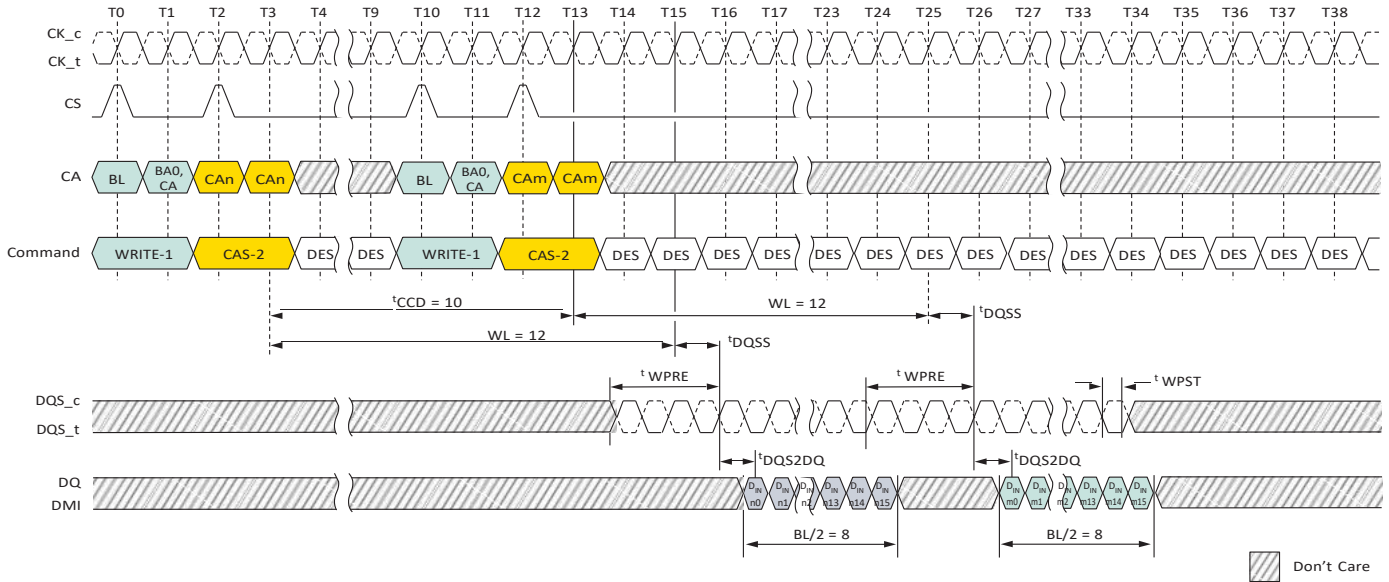 T0 T1 T2 T3 T4 T9 T10 T11 T12 T13 T14 T15 T16 T17 T23 T24 T25 T26 T27 T33 T34 T35 T36 T37 T38
CK_c
CK_t
CS
CA BL BA0, CA CAn CAn BL BA0, CA CAm CAm
Command WRITE-1 CAS-2 DES DES WRITE-1 CAS-2 DES DES DES DES DES DES DES DES DES DES DES DES DES DES DES
tCCD = 10 WL = 12 tDQSS
WL = 12 tDQSS
t WPRE t WPRE t WPST
DQS_c
DQS_t
tDQS2DQ tDQS2DQ
DQ DIN n0 DIN n1 DIN n2 DIN n13 DIN n14 DIN n15 DIN m0 DIN m1 DIN m2 DIN m13 DIN m14 DIN m15
DMI
BL/2 = 8 BL/2 = 8
Don't Care